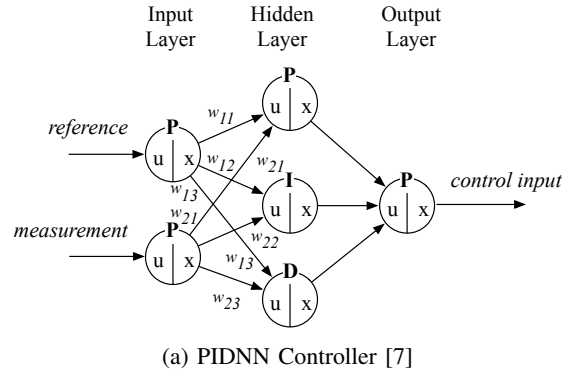 Input Layer
Hidden Layer
Output Layer
P
w11
reference
P
u x
w12
w21
P
I
u x
u x
u x
control input
w13
w21
measurement
P
u x
w22
w13
D
w23
u x
(a) PIDNN Controller [7]